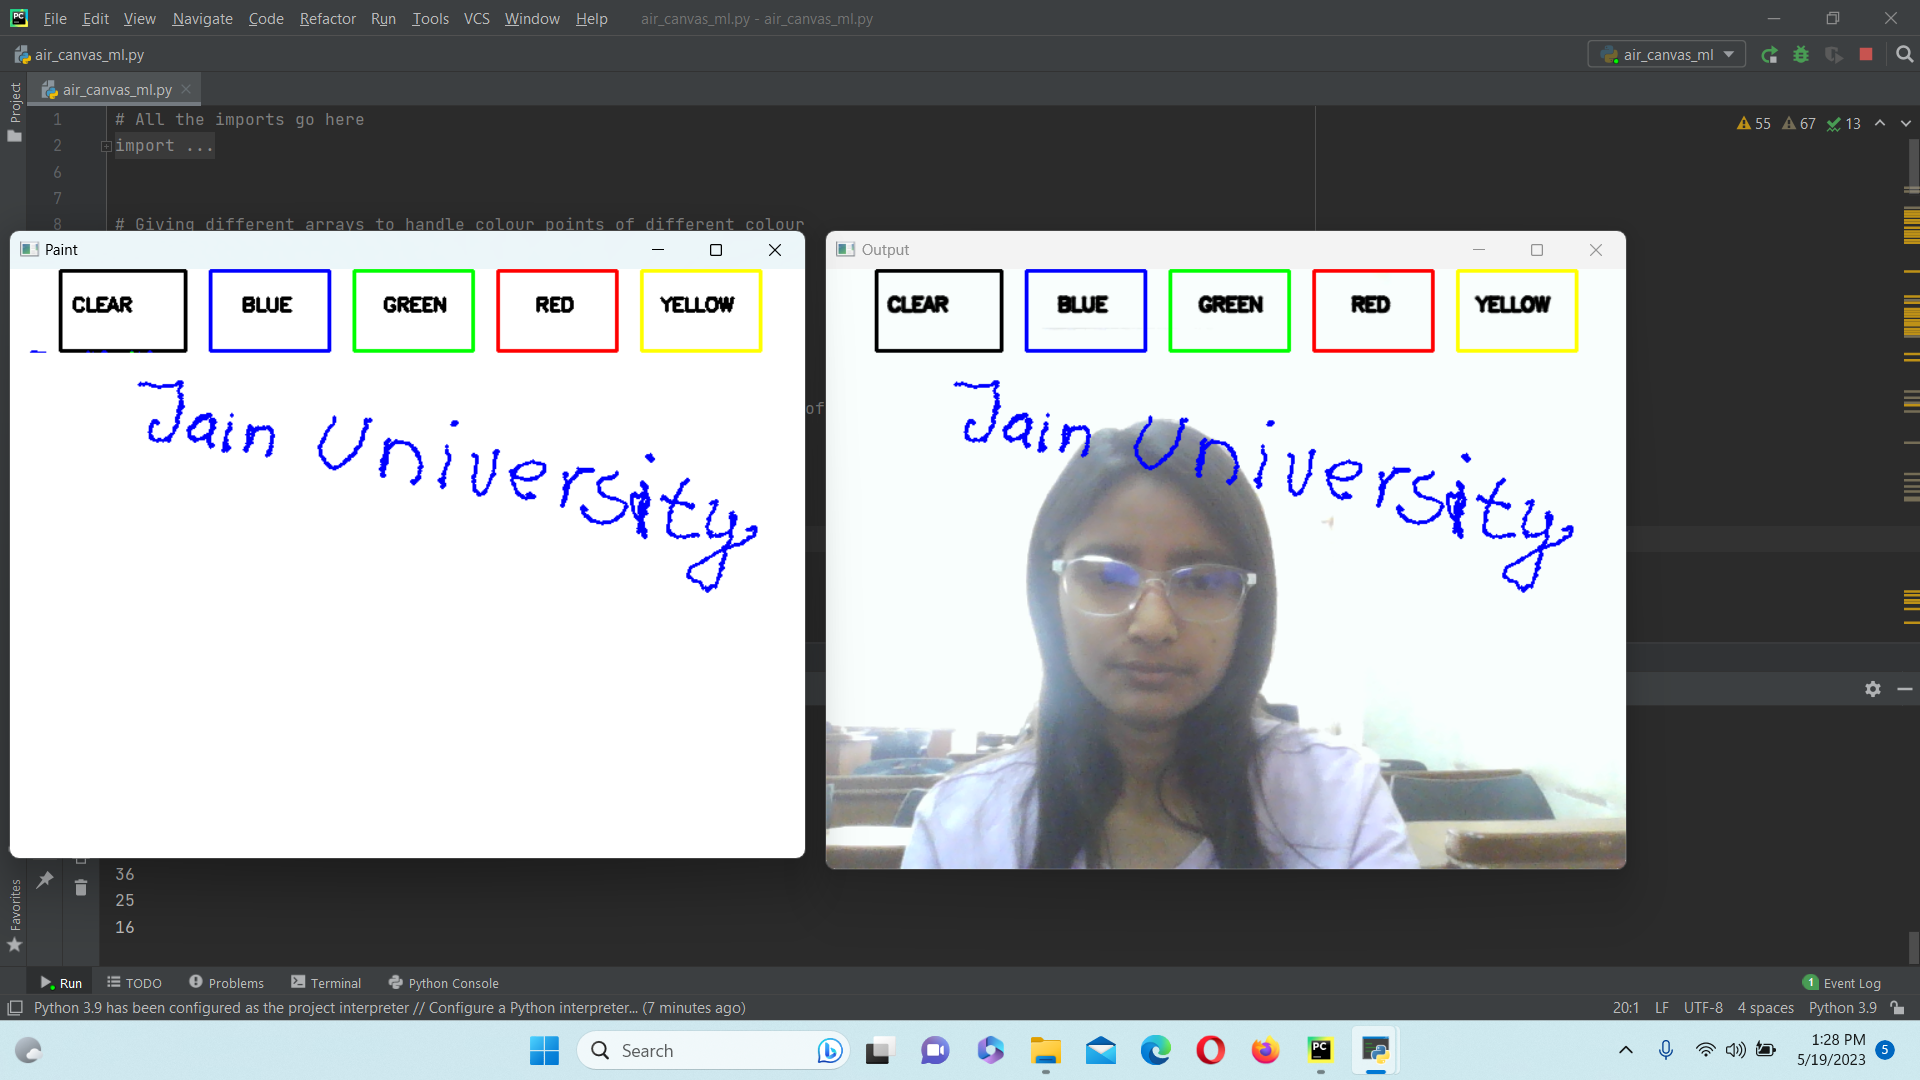 File Edit View Navigate Code Refactor Run Tools VCS Window Help air_canvas_ml.py - air_canvas_ml.py
air_canvas_ml.py air_canvas_ml
Project air_canvas_ml.py
1 # All the imports go here
2 import ...
55 67 13
6
7
8 # Giving different arrays to handle colour points of different colour
Paint
CLEAR BLUE GREEN RED YELLOW
Jain University
of
Output
CLEAR BLUE GREEN RED YELLOW
Jain University
36
25
16
Favorites
Run TODO Problems Terminal Python Console 1 Event Log
Python 3.9 has been configured as the project interpreter // Configure a Python interpreter... (7 minutes ago) 20:1 LF UTF-8 4 spaces Python 3.9
Search PC 1:28 PM
5/19/2023 5